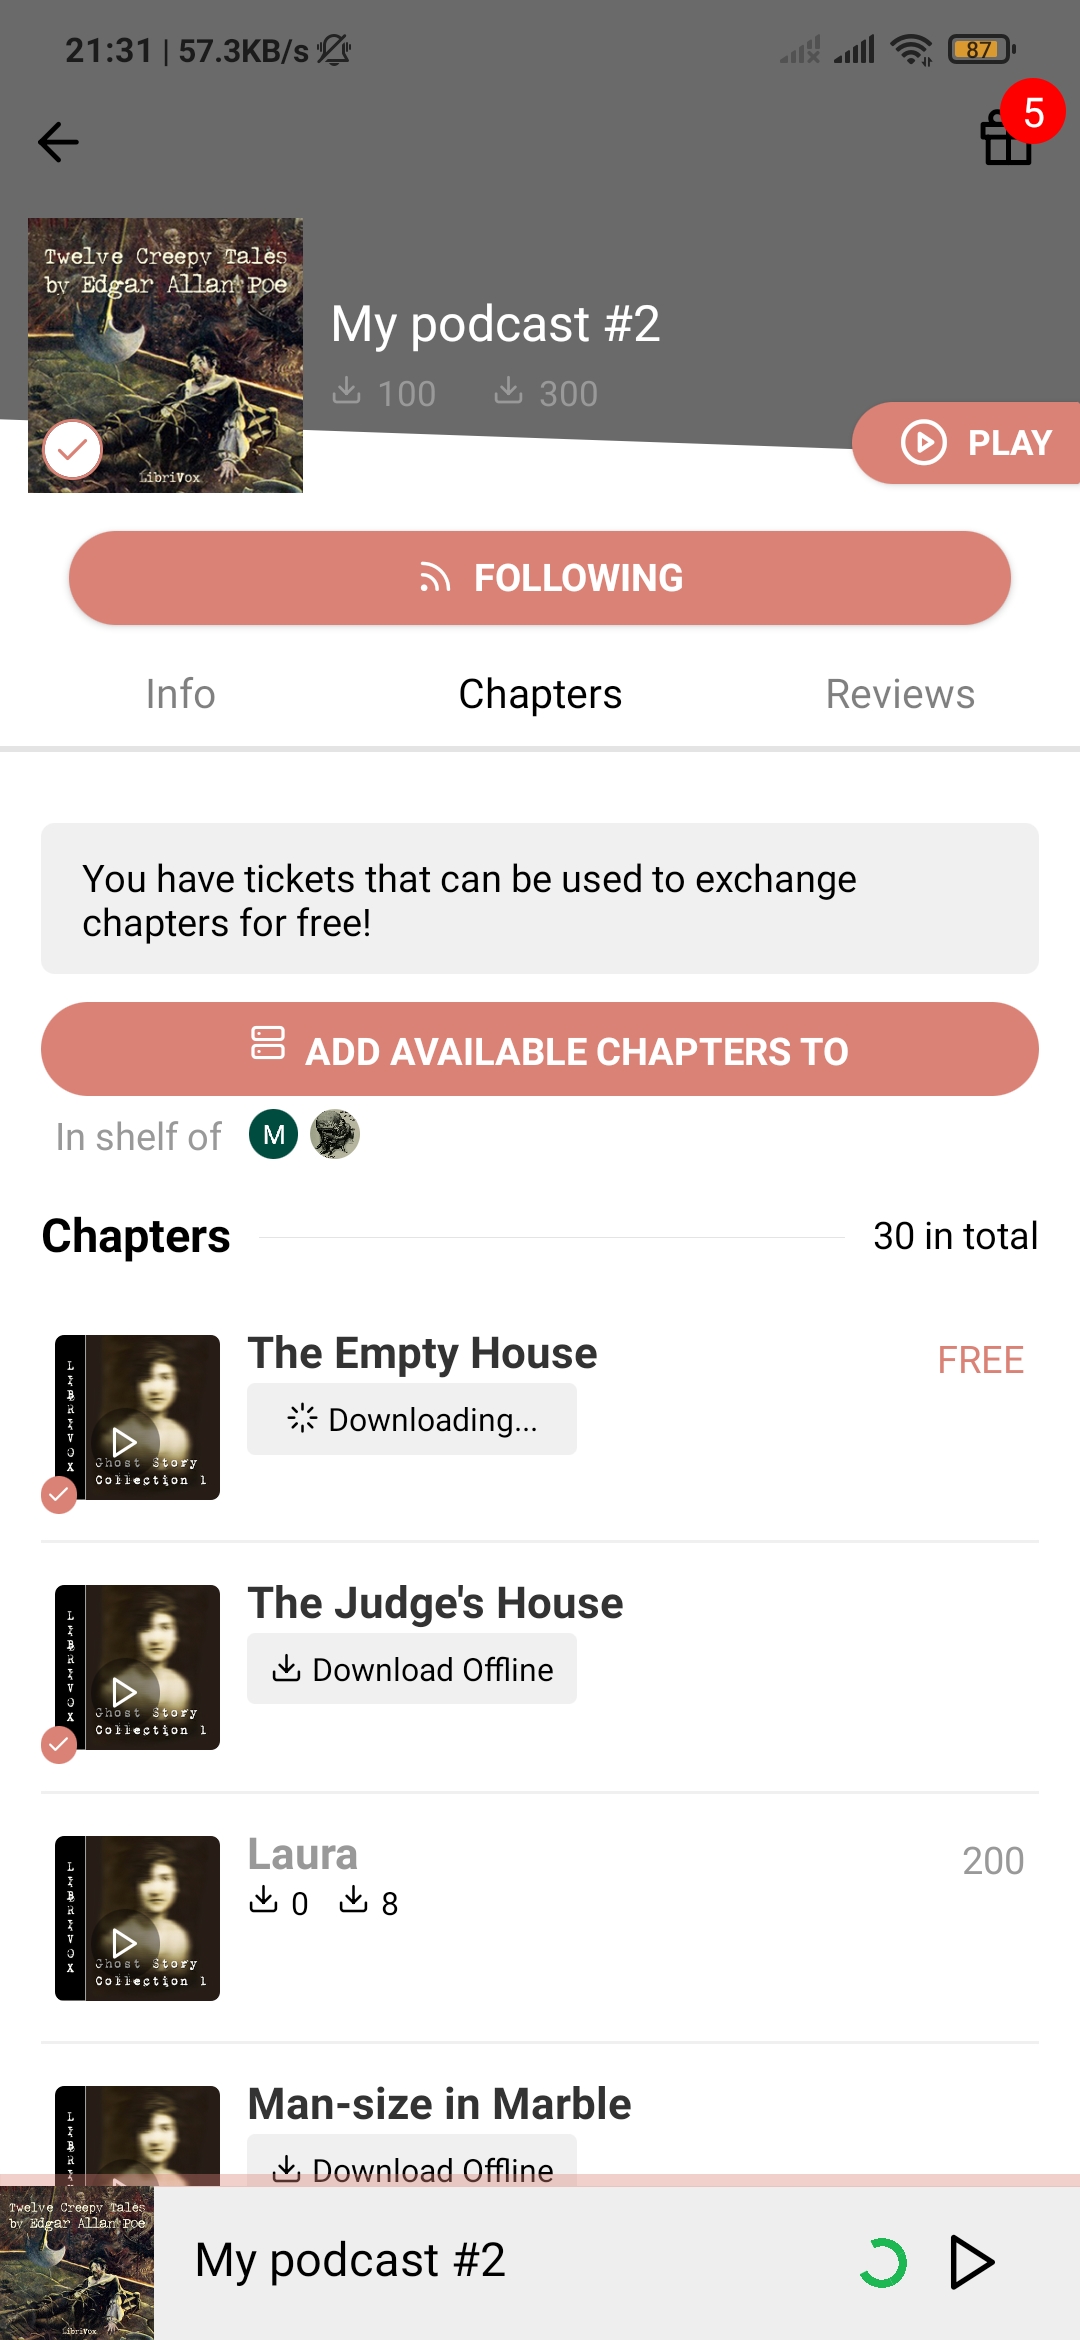 21:31 | 57.3KB/s
87
5
Twelve Creepy Tales
by Edgar Allan Poe
LibriVox
My podcast #2
100 300
PLAY
FOLLOWING
Info Chapters Reviews
You have tickets that can be used to exchange
chapters for free!
ADD AVAILABLE CHAPTERS TO
In shelf of M
Chapters 30 in total
LIBRIVOX
Ghost Story
Collection 1
The Empty House
FREE
Downloading...
LIBRIVOX
Ghost Story
Collection 1
The Judge's House
Download Offline
LIBRIVOX
Ghost Story
Collection 1
Laura
200
0 8
LIBR
Man-size in Marble
Download Offline
Twelve Creepy Tales
by Edgar Allan Poe
LibriVox
My podcast #2